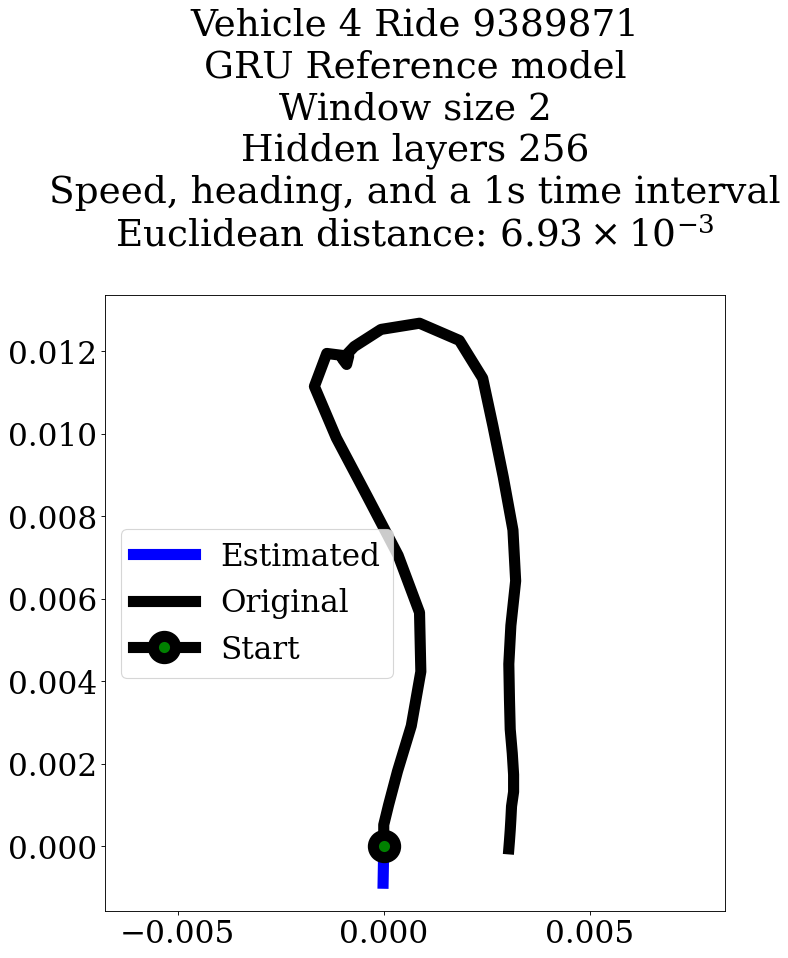 Vehicle 4 Ride 9389871
GRU Reference model
Window size 2
Hidden layers 256
Speed, heading, and a 1s time interval
Euclidean distance: 6.93 × 10⁻³
0.012
0.010
0.008
0.006
0.004
0.002
0.000
Estimated
Original
Start
−0.005
0.000
0.005